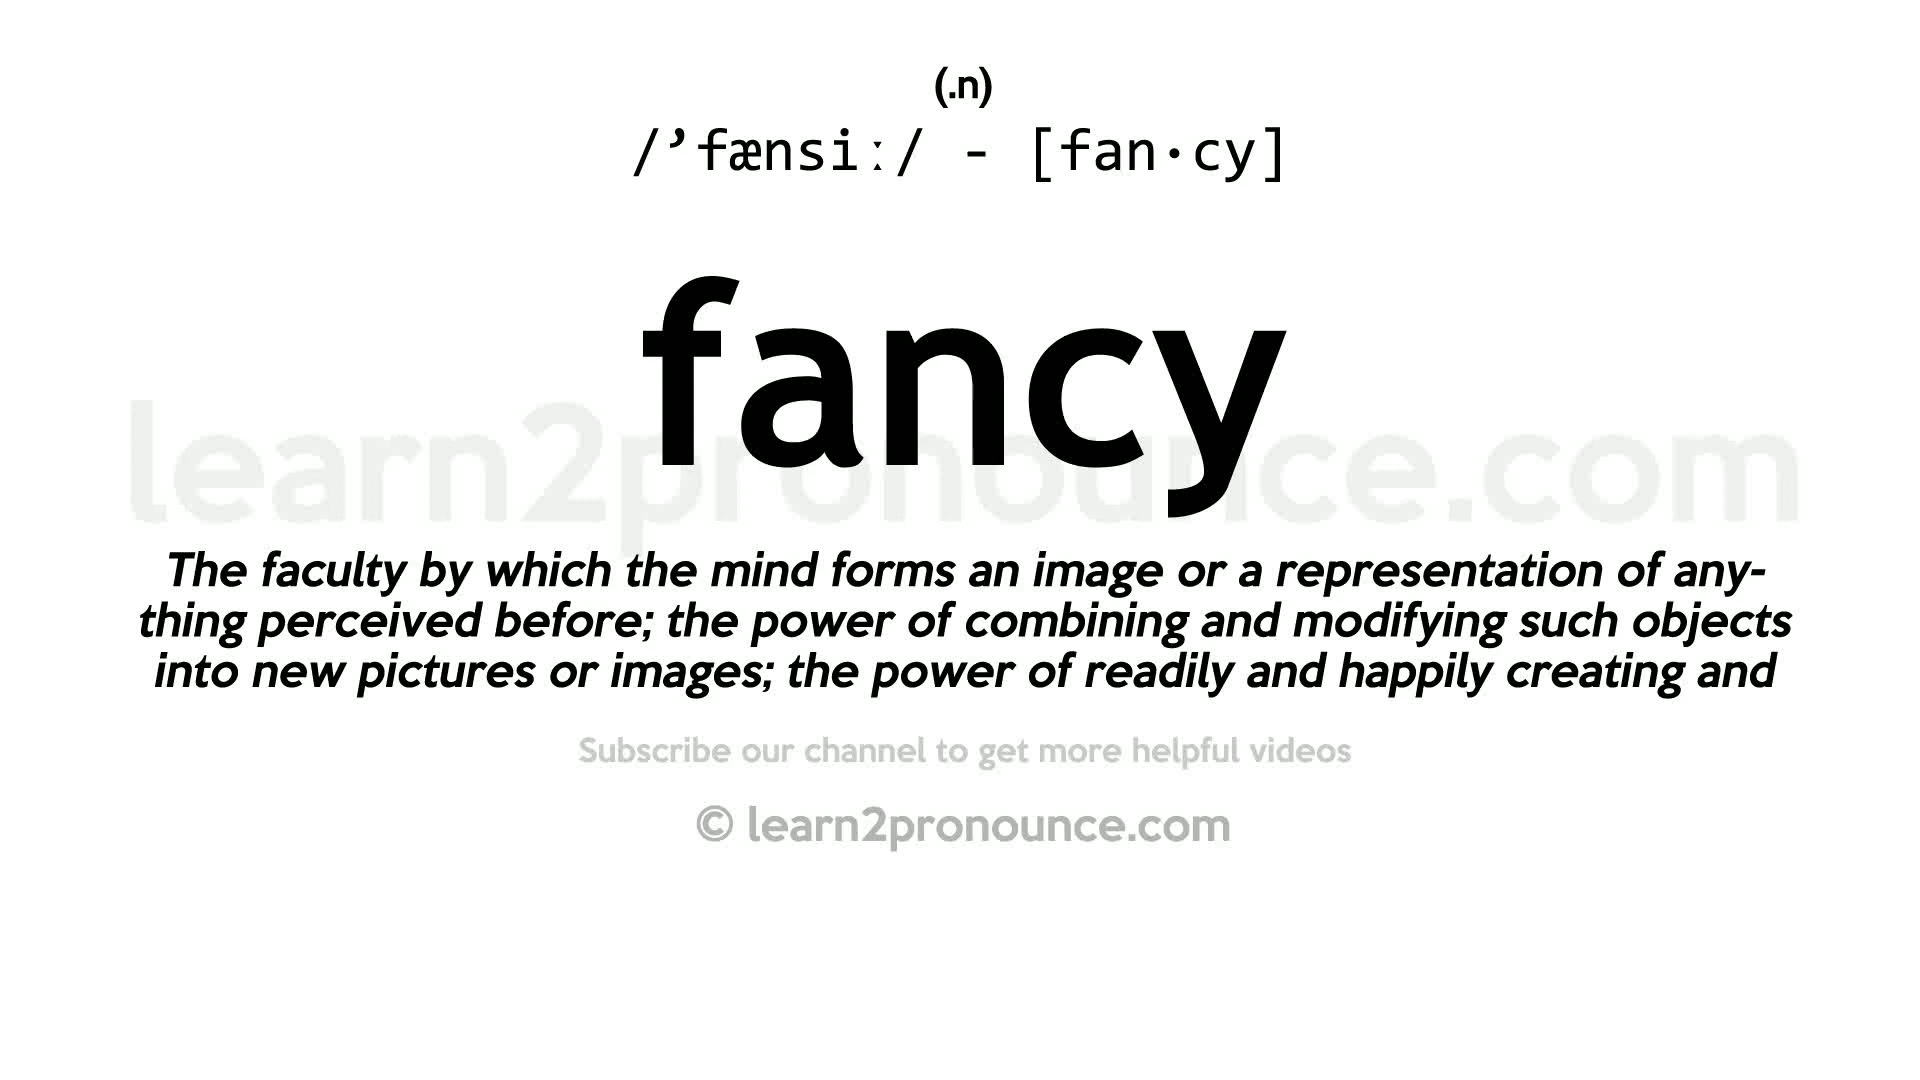 (.n)
/’fænsiː/ - [fan·cy]
fancy
learn2pronounce.com
The faculty by which the mind forms an image or a representation of any-
thing perceived before; the power of combining and modifying such objects
into new pictures or images; the power of readily and happily creating and
Subscribe our channel to get more helpful videos
© learn2pronounce.com